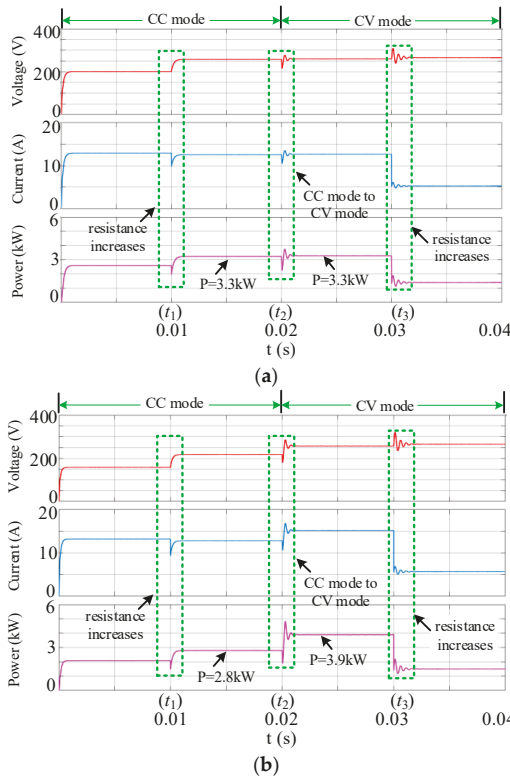 CC mode
CV mode
Voltage (V)
400
200
0
Current (A)
20
10
0
resistance
increases
CC mode to
CV mode
resistance
increases
Power (kW)
6
3
0
P=3.3kW
P=3.3kW
(t1)
(t2)
(t3)
0.01
0.02
0.03
0.04
t (s)
(a)
CC mode
CV mode
Voltage (V)
400
200
0
Current (A)
20
10
0
resistance
increases
CC mode to
CV mode
resistance
increases
Power (kW)
6
3
0
P=2.8kW
P=3.9kW
(t1)
(t2)
(t3)
0.01
0.02
0.03
0.04
t (s)
(b)